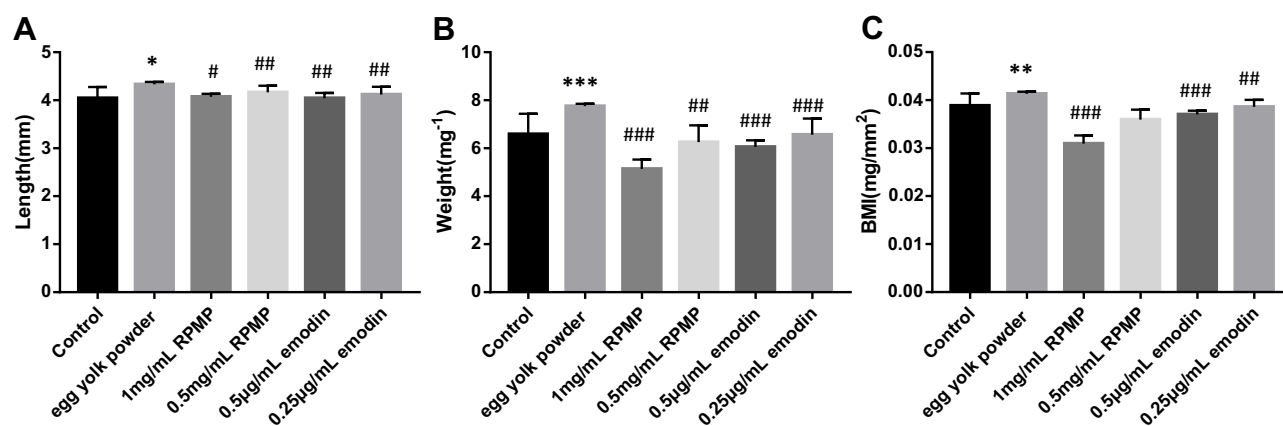 A
Length(mm)
5
4
3
2
1
0
*
#
##
##
##
Control
egg yolk powder
1mg/mL RPMP
0.5mg/mL RPMP
0.5µg/mL emodin
0.25µg/mL emodin
B
Weight(mg-1)
10
8
6
4
2
0
***
###
##
###
###
Control
egg yolk powder
1mg/mL RPMP
0.5mg/mL RPMP
0.5µg/mL emodin
0.25µg/mL emodin
C
BMI(mg/mm2)
0.05
0.04
0.03
0.02
0.01
0.00
**
###
###
##
Control
egg yolk powder
1mg/mL RPMP
0.5mg/mL RPMP
0.5µg/mL emodin
0.25µg/mL emodin